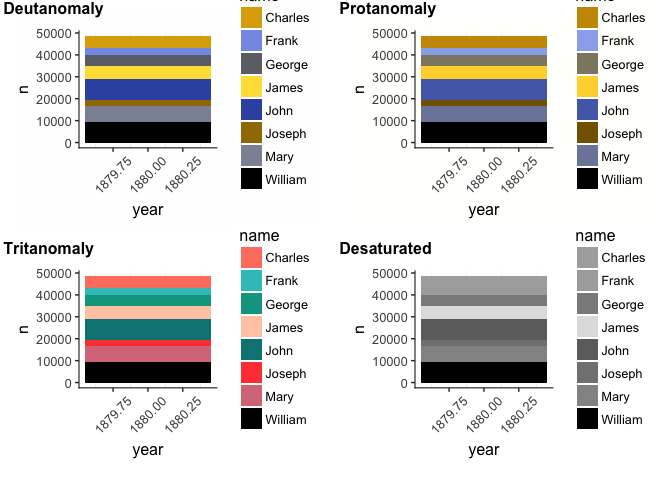 Deutanomaly
name
Charles
Frank
George
James
John
Joseph
Mary
William
50000
40000
30000
20000
10000
0
n
1879.75
1880.00
1880.25
year
Protanomaly
name
Charles
Frank
George
James
John
Joseph
Mary
William
50000
40000
30000
20000
10000
0
n
1879.75
1880.00
1880.25
year
Tritanomaly
name
Charles
Frank
George
James
John
Joseph
Mary
William
50000
40000
30000
20000
10000
0
n
1879.75
1880.00
1880.25
year
Desaturated
name
Charles
Frank
George
James
John
Joseph
Mary
William
50000
40000
30000
20000
10000
0
n
1879.75
1880.00
1880.25
year